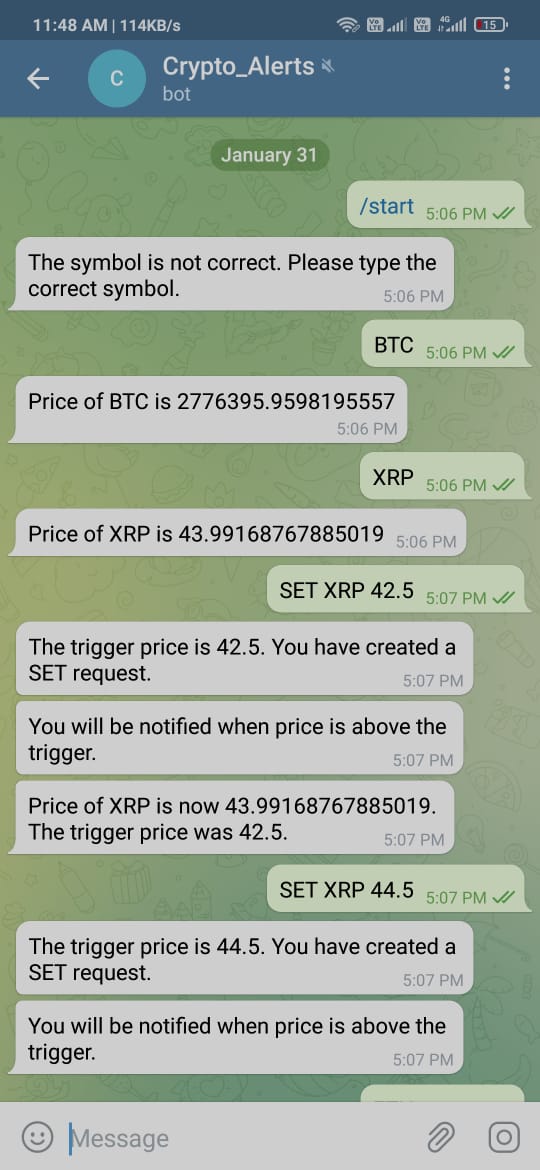 11:48 AM | 114KB/s
Vo LTE
Vo LTE
4G
15
C
Crypto_Alerts
bot
January 31
/start 5:06 PM
The symbol is not correct. Please type the
correct symbol.
5:06 PM
BTC 5:06 PM
Price of BTC is 2776395.9598195557
5:06 PM
XRP 5:06 PM
Price of XRP is 43.99168767885019 5:06 PM
SET XRP 42.5 5:07 PM
The trigger price is 42.5. You have created a
SET request.
5:07 PM
You will be notified when price is above the
trigger.
5:07 PM
Price of XRP is now 43.99168767885019.
The trigger price was 42.5.
5:07 PM
SET XRP 44.5 5:07 PM
The trigger price is 44.5. You have created a
SET request.
5:07 PM
You will be notified when price is above the
trigger.
5:07 PM
Message